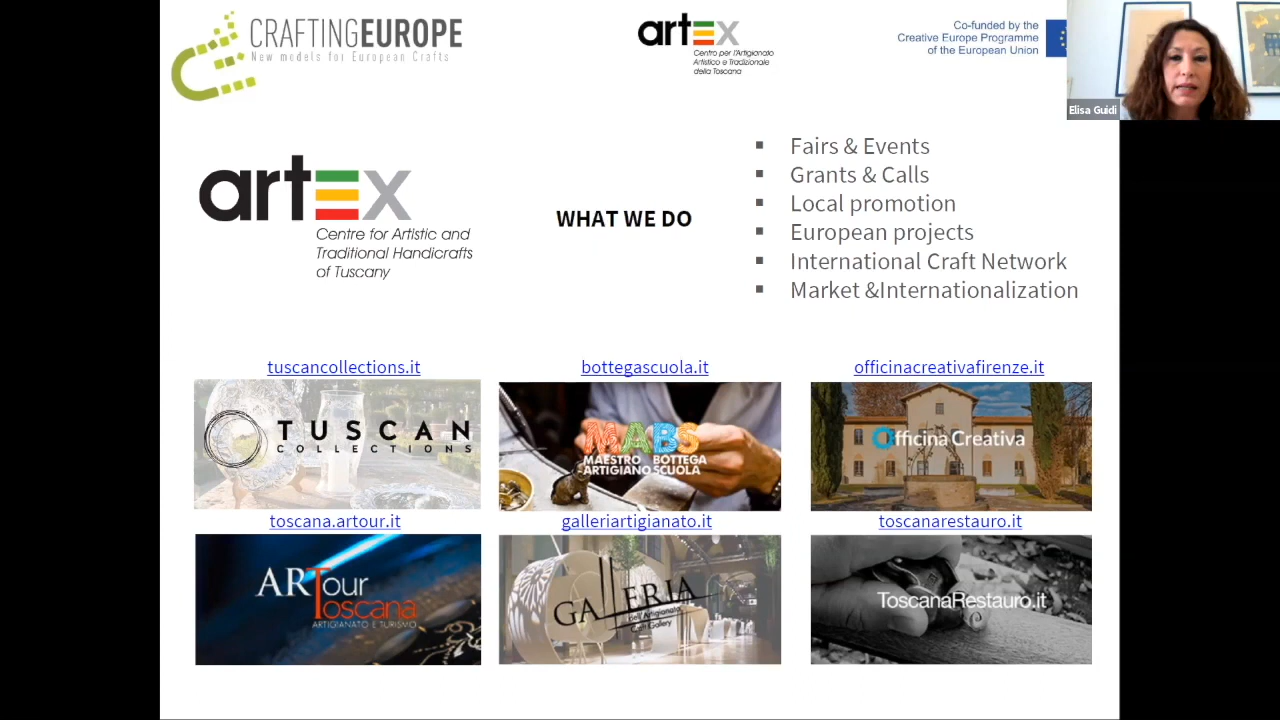 CRAFTINGEUROPE
New models for European Crafts
artex
Centro per l'Artigianato
Artistico e Tradizionale
della Toscana
Co-funded by the
Creative Europe Programme
of the European Union
Elisa Guidi
artex
Centre for Artistic and
Traditional Handicrafts
of Tuscany
WHAT WE DO
▪ Fairs & Events
▪ Grants & Calls
▪ Local promotion
▪ European projects
▪ International Craft Network
▪ Market &Internationalization
tuscancollections.it
bottegascuola.it
officinacreativafirenze.it
TUSCAN
COLLECTIONS
MABS
MAESTRO BOTTEGA
ARTIGIANO SCUOLA
Officina Creativa
toscana.artour.it
galleriartigianato.it
toscanarestauro.it
ARTour
Toscana
ARTIGIANATO E TURISMO
GALLERIA
dell'Artigianato
Craft Gallery
ToscanaRestauro.it